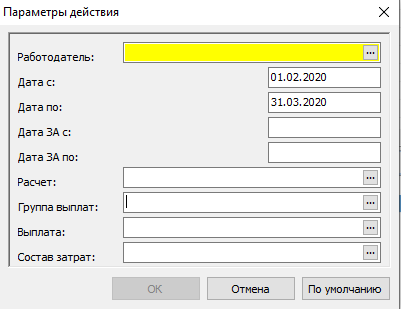 Параметры действия
Работодатель: ...
Дата с: 01.02.2020
Дата по: 31.03.2020
Дата ЗА с:
Дата ЗА по:
Расчет: ...
Группа выплат: ...
Выплата: ...
Состав затрат: ...
OK Отмена По умолчанию